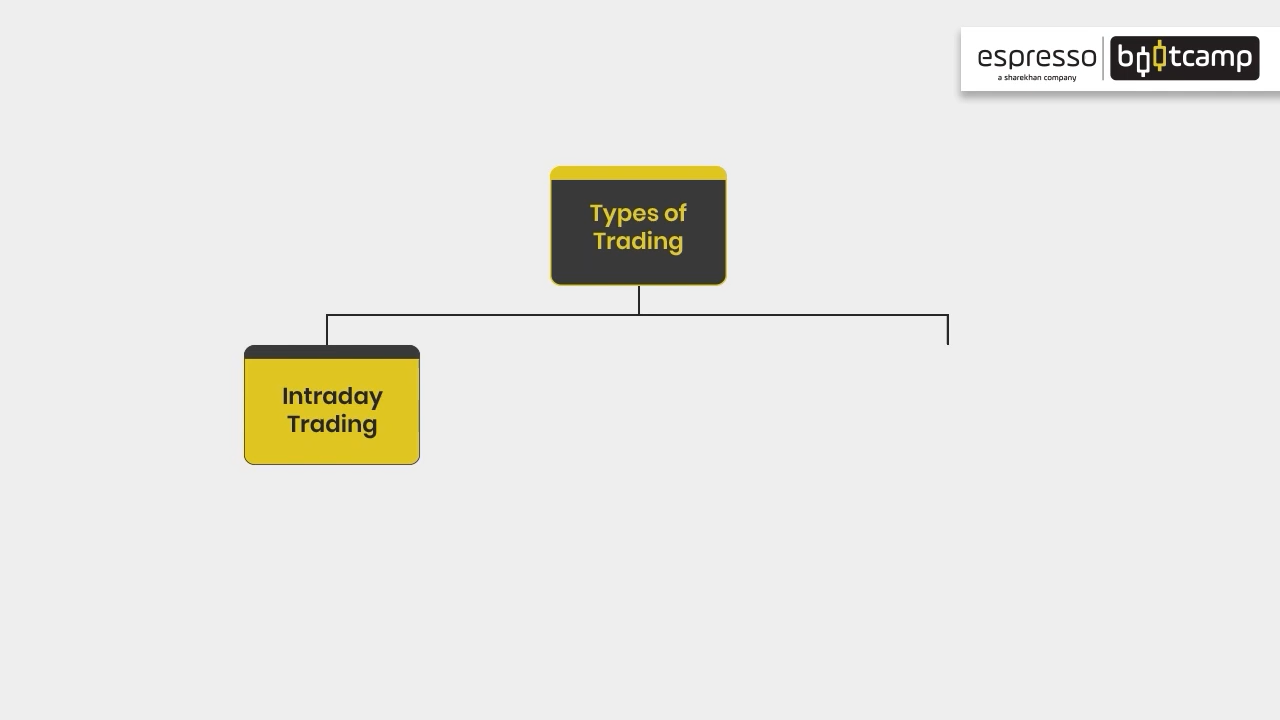 espresso
a sharekhan company
bootcamp
Types of
Trading
Intraday
Trading